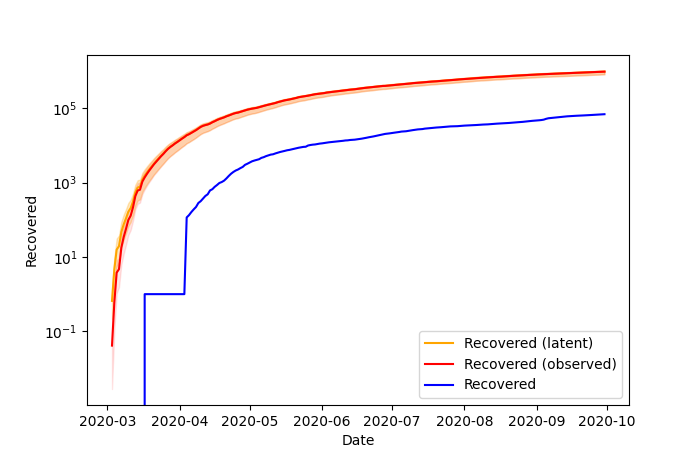 Recovered
10^5
10^3
10^1
10^−1
Recovered (latent)
Recovered (observed)
Recovered
2020-03 2020-04 2020-05 2020-06 2020-07 2020-08 2020-09 2020-10
Date